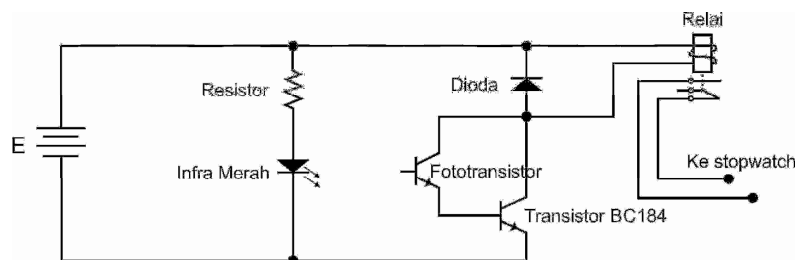 Relai
Resistor
Dioda
E
Infra Merah
Fototransistor
Ke stopwatch
Transistor BC184